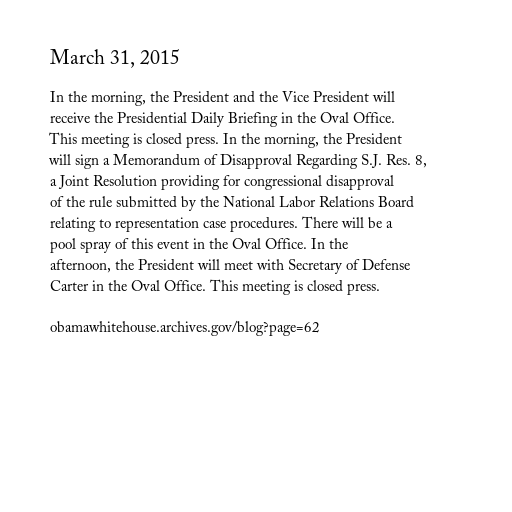 March 31, 2015
In the morning, the President and the Vice President will
receive the Presidential Daily Briefing in the Oval Office.
This meeting is closed press. In the morning, the President
will sign a Memorandum of Disapproval Regarding S.J. Res. 8,
a Joint Resolution providing for congressional disapproval
of the rule submitted by the National Labor Relations Board
relating to representation case procedures. There will be a
pool spray of this event in the Oval Office. In the
afternoon, the President will meet with Secretary of Defense
Carter in the Oval Office. This meeting is closed press.
obamawhitehouse.archives.gov/blog?page=62